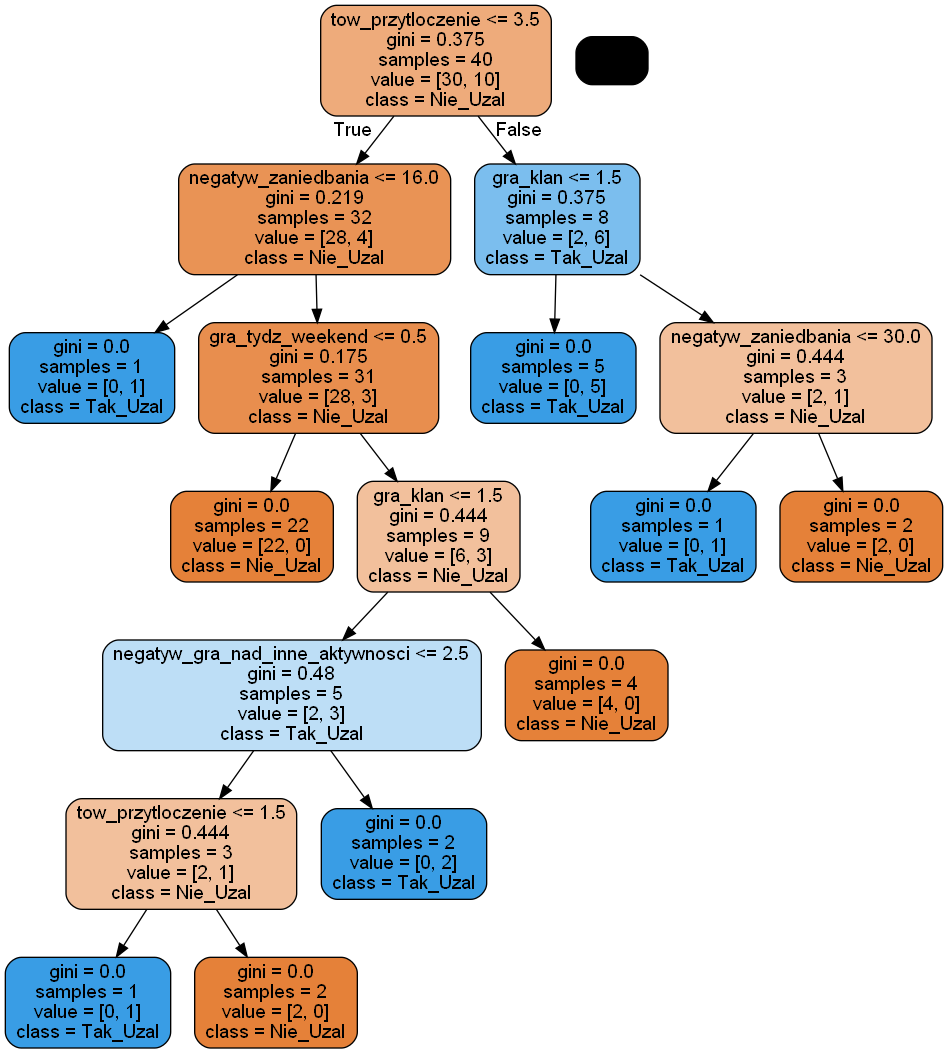 tow_przytloczenie <= 3.5
gini = 0.375
samples = 40
value = [30, 10]
class = Nie_Uzal
True
False
negatyw_zaniedbania <= 16.0
gini = 0.219
samples = 32
value = [28, 4]
class = Nie_Uzal
gra_klan <= 1.5
gini = 0.375
samples = 8
value = [2, 6]
class = Tak_Uzal
gini = 0.0
samples = 1
value = [0, 1]
class = Tak_Uzal
gra_tydz_weekend <= 0.5
gini = 0.175
samples = 31
value = [28, 3]
class = Nie_Uzal
gini = 0.0
samples = 5
value = [0, 5]
class = Tak_Uzal
negatyw_zaniedbania <= 30.0
gini = 0.444
samples = 3
value = [2, 1]
class = Nie_Uzal
gini = 0.0
samples = 22
value = [22, 0]
class = Nie_Uzal
gra_klan <= 1.5
gini = 0.444
samples = 9
value = [6, 3]
class = Nie_Uzal
gini = 0.0
samples = 1
value = [0, 1]
class = Tak_Uzal
gini = 0.0
samples = 2
value = [2, 0]
class = Nie_Uzal
negatyw_gra_nad_inne_aktywnosci <= 2.5
gini = 0.48
samples = 5
value = [2, 3]
class = Tak_Uzal
gini = 0.0
samples = 4
value = [4, 0]
class = Nie_Uzal
tow_przytloczenie <= 1.5
gini = 0.444
samples = 3
value = [2, 1]
class = Nie_Uzal
gini = 0.0
samples = 2
value = [0, 2]
class = Tak_Uzal
gini = 0.0
samples = 1
value = [0, 1]
class = Tak_Uzal
gini = 0.0
samples = 2
value = [2, 0]
class = Nie_Uzal